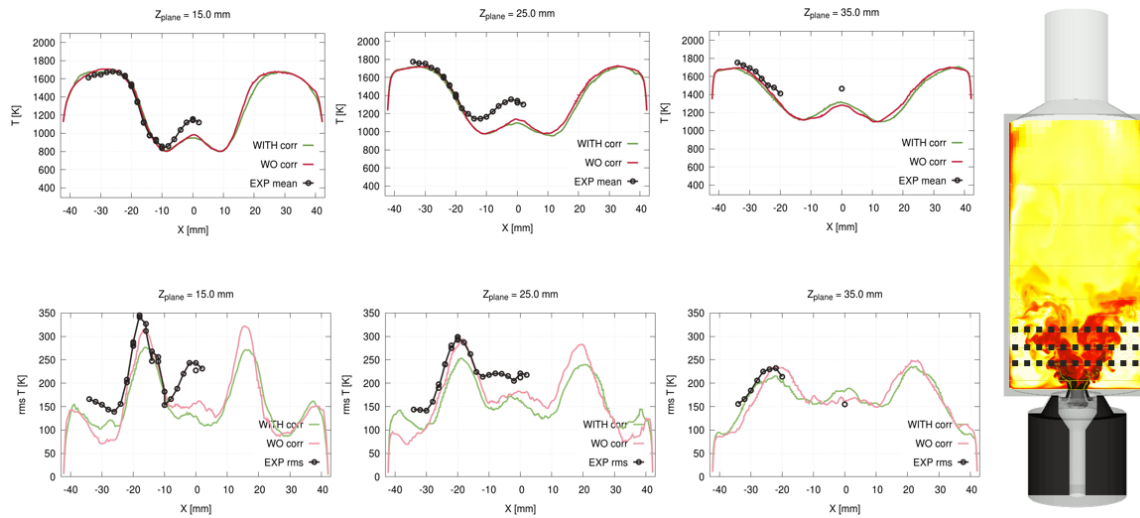 Zplane = 15.0 mm
T [K]
2000
1800
1600
1400
1200
1000
800
600
400
WITH corr
WO corr
EXP mean
-40 -30 -20 -10 0 10 20 30 40
X [mm]
Zplane = 25.0 mm
T [K]
2000
1800
1600
1400
1200
1000
800
600
400
WITH corr
WO corr
EXP mean
-40 -30 -20 -10 0 10 20 30 40
X [mm]
Zplane = 35.0 mm
T [K]
2000
1800
1600
1400
1200
1000
800
600
400
WITH corr
WO corr
EXP mean
-40 -30 -20 -10 0 10 20 30 40
X [mm]
Zplane = 15.0 mm
rms T [K]
350
300
250
200
150
100
50
0
WITH corr
WO corr
EXP rms
-40 -30 -20 -10 0 10 20 30 40
X [mm]
Zplane = 25.0 mm
rms T [K]
350
300
250
200
150
100
50
0
WITH corr
WO corr
EXP rms
-40 -30 -20 -10 0 10 20 30 40
X [mm]
Zplane = 35.0 mm
rms T [K]
350
300
250
200
150
100
50
0
WITH corr
WO corr
EXP rms
-40 -30 -20 -10 0 10 20 30 40
X [mm]